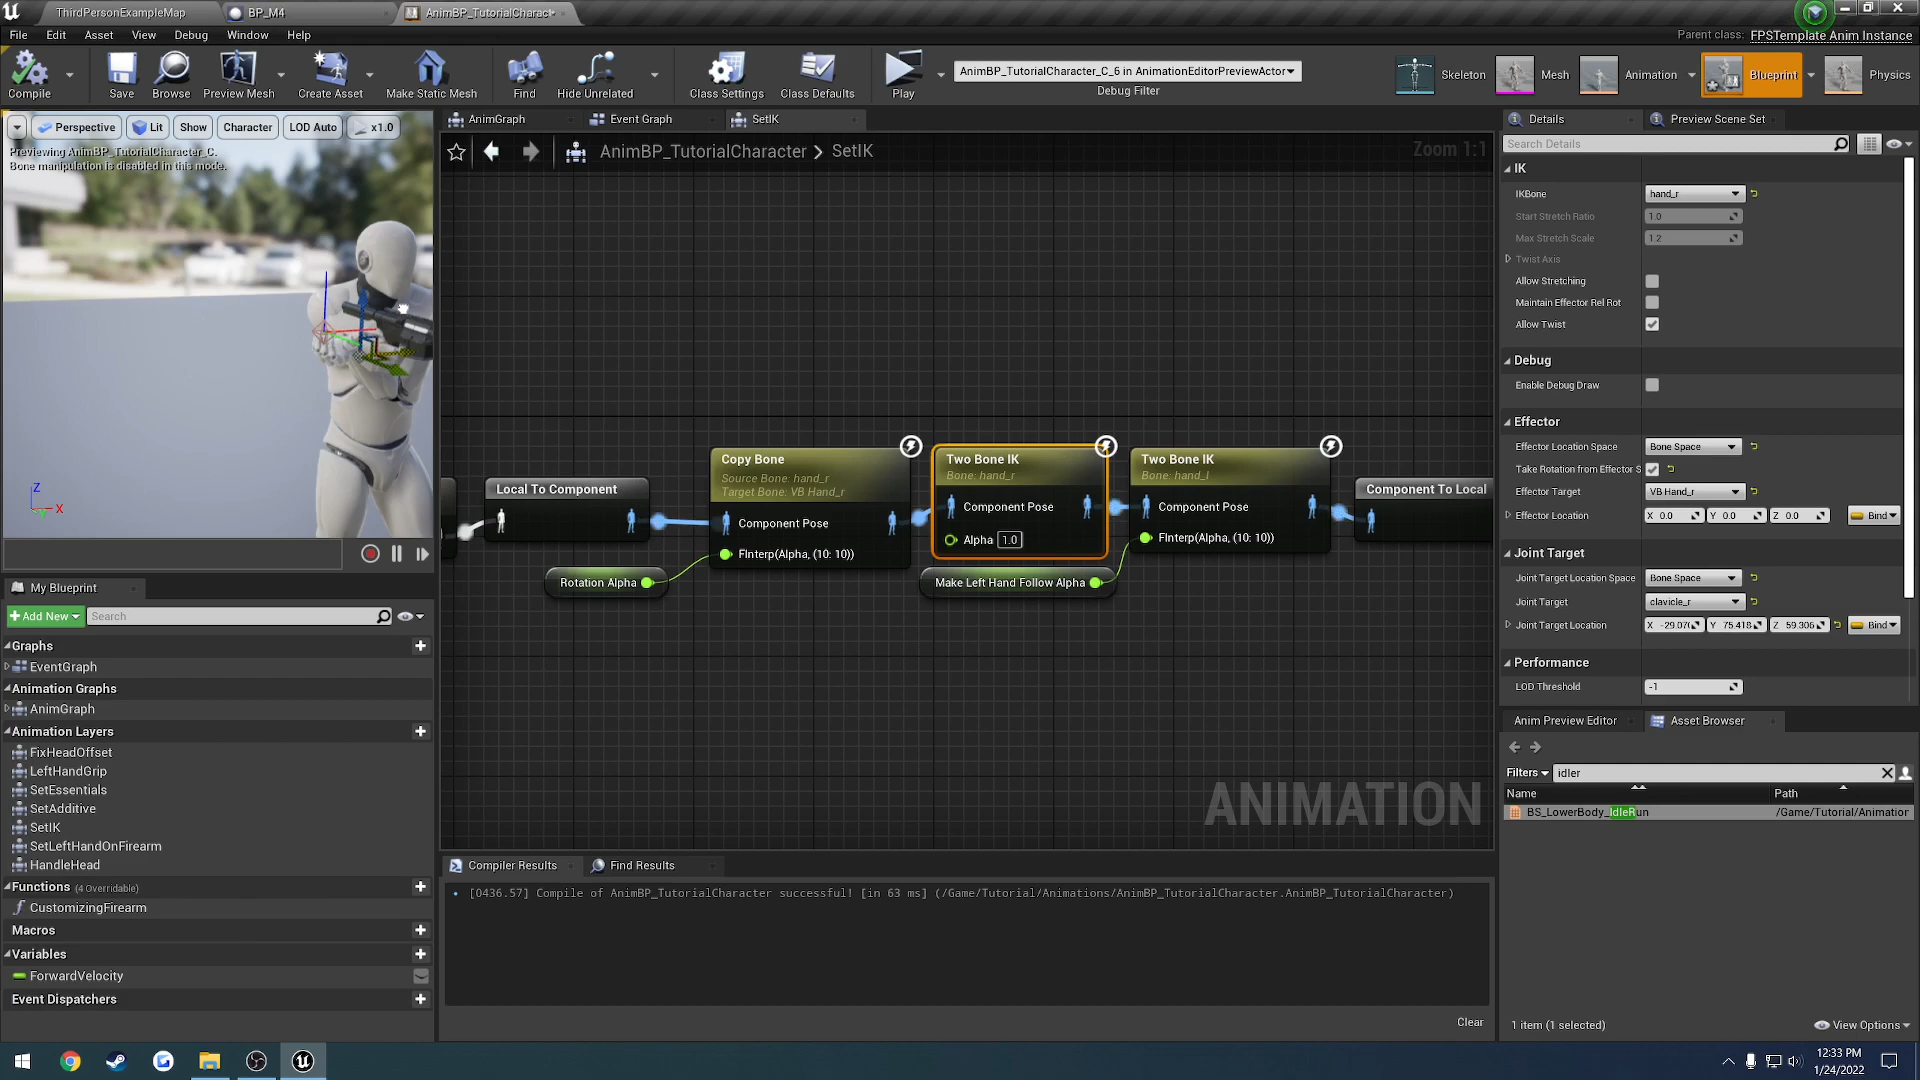 ThirdPersonExampleMap
BP_M4
AnimBP_TutorialCharact*
File Edit Asset View Debug Window Help
Parent class: FPSTemplate Anim Instance
Compile
Save
Browse
Preview Mesh
Create Asset
Make Static Mesh
Find
Hide Unrelated
Class Settings
Class Defaults
Play
AnimBP_TutorialCharacter_C_6 in AnimationEditorPreviewActor
Debug Filter
Skeleton
Mesh
Animation
Blueprint
Physics
Perspective Lit Show Character LOD Auto x1.0
Previewing AnimBP_TutorialCharacter_C.
Bone manipulation is disabled in this mode.
Z
X
AnimGraph
Event Graph
SetIK
AnimBP_TutorialCharacter > SetIK
Zoom 1:1
Local To Component
Rotation Alpha
Copy Bone
Source Bone: hand_r
Target Bone: VB Hand_r
Component Pose
FInterp(Alpha, (10: 10))
Two Bone IK
Bone: hand_r
Component Pose
Alpha 1.0
Make Left Hand Follow Alpha
Two Bone IK
Bone: hand_l
Component Pose
FInterp(Alpha, (10: 10))
Component To Local
ANIMATION
My Blueprint
Add New
Search
Graphs
EventGraph
Animation Graphs
AnimGraph
Animation Layers
FixHeadOffset
LeftHandGrip
SetEssentials
SetAdditive
SetIK
SetLeftHandOnFirearm
HandleHead
Functions (4 Overridable)
CustomizingFirearm
Macros
Variables
ForwardVelocity
Event Dispatchers
Compiler Results
Find Results
[0436.57] Compile of AnimBP_TutorialCharacter successful! [in 63 ms] (/Game/Tutorial/Animations/AnimBP_TutorialCharacter.AnimBP_TutorialCharacter)
Clear
Details
Preview Scene Set
Search Details
IK
IKBone hand_r
Start Stretch Ratio 1.0
Max Stretch Scale 1.2
Twist Axis
Allow Stretching
Maintain Effector Rel Rot
Allow Twist
Debug
Enable Debug Draw
Effector
Effector Location Space Bone Space
Take Rotation from Effector S
Effector Target VB Hand_r
Effector Location X 0.0 Y 0.0 Z 0.0 Bind
Joint Target
Joint Target Location Space Bone Space
Joint Target clavicle_r
Joint Target Location X -29.07 Y 75.418 Z 59.306 Bind
Performance
LOD Threshold -1
Anim Preview Editor
Asset Browser
Filters idler
Name Path
BS_LowerBody_IdleRun /Game/Tutorial/Animation
1 item (1 selected)
View Options
12:33 PM
1/24/2022